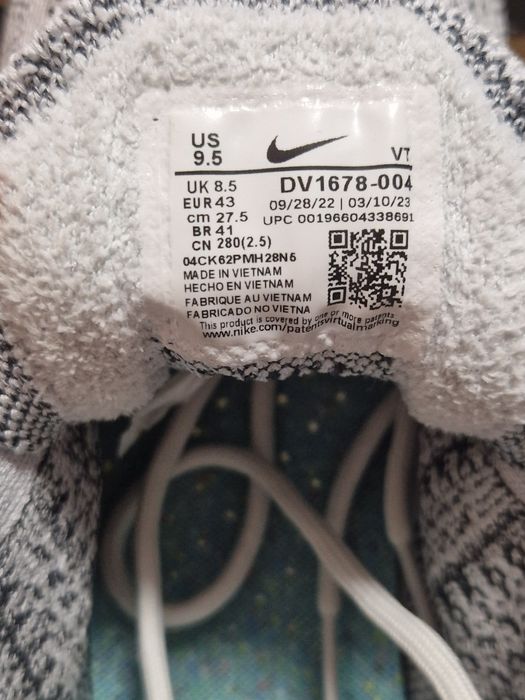 US
9.5
VT
UK 8.5
EUR 43
cm 27.5
BR 41
CN 280(2.5)
DV1678-004
09/28/22 | 03/10/23
UPC 00196604338691
04CK62PMH28N6
MADE IN VIETNAM
HECHO EN VIETNAM
FABRIQUE AU VIETNAM
FABRICADO NO VIETNA
This product is covered by one or more patents
www.nike.com/patentsvirtualmarking